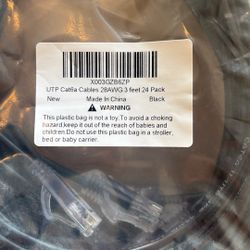 X003GZB6ZP
UTP Cat6a Cables 28AWG 3 feet 24 Pack
New Made In China Black
WARNING
This plastic bag is not a toy.To avoid a choking
hazard,keep it out of the reach of babies and
children.Do not use this plastic bag in a stroller,
bed or baby carrier.